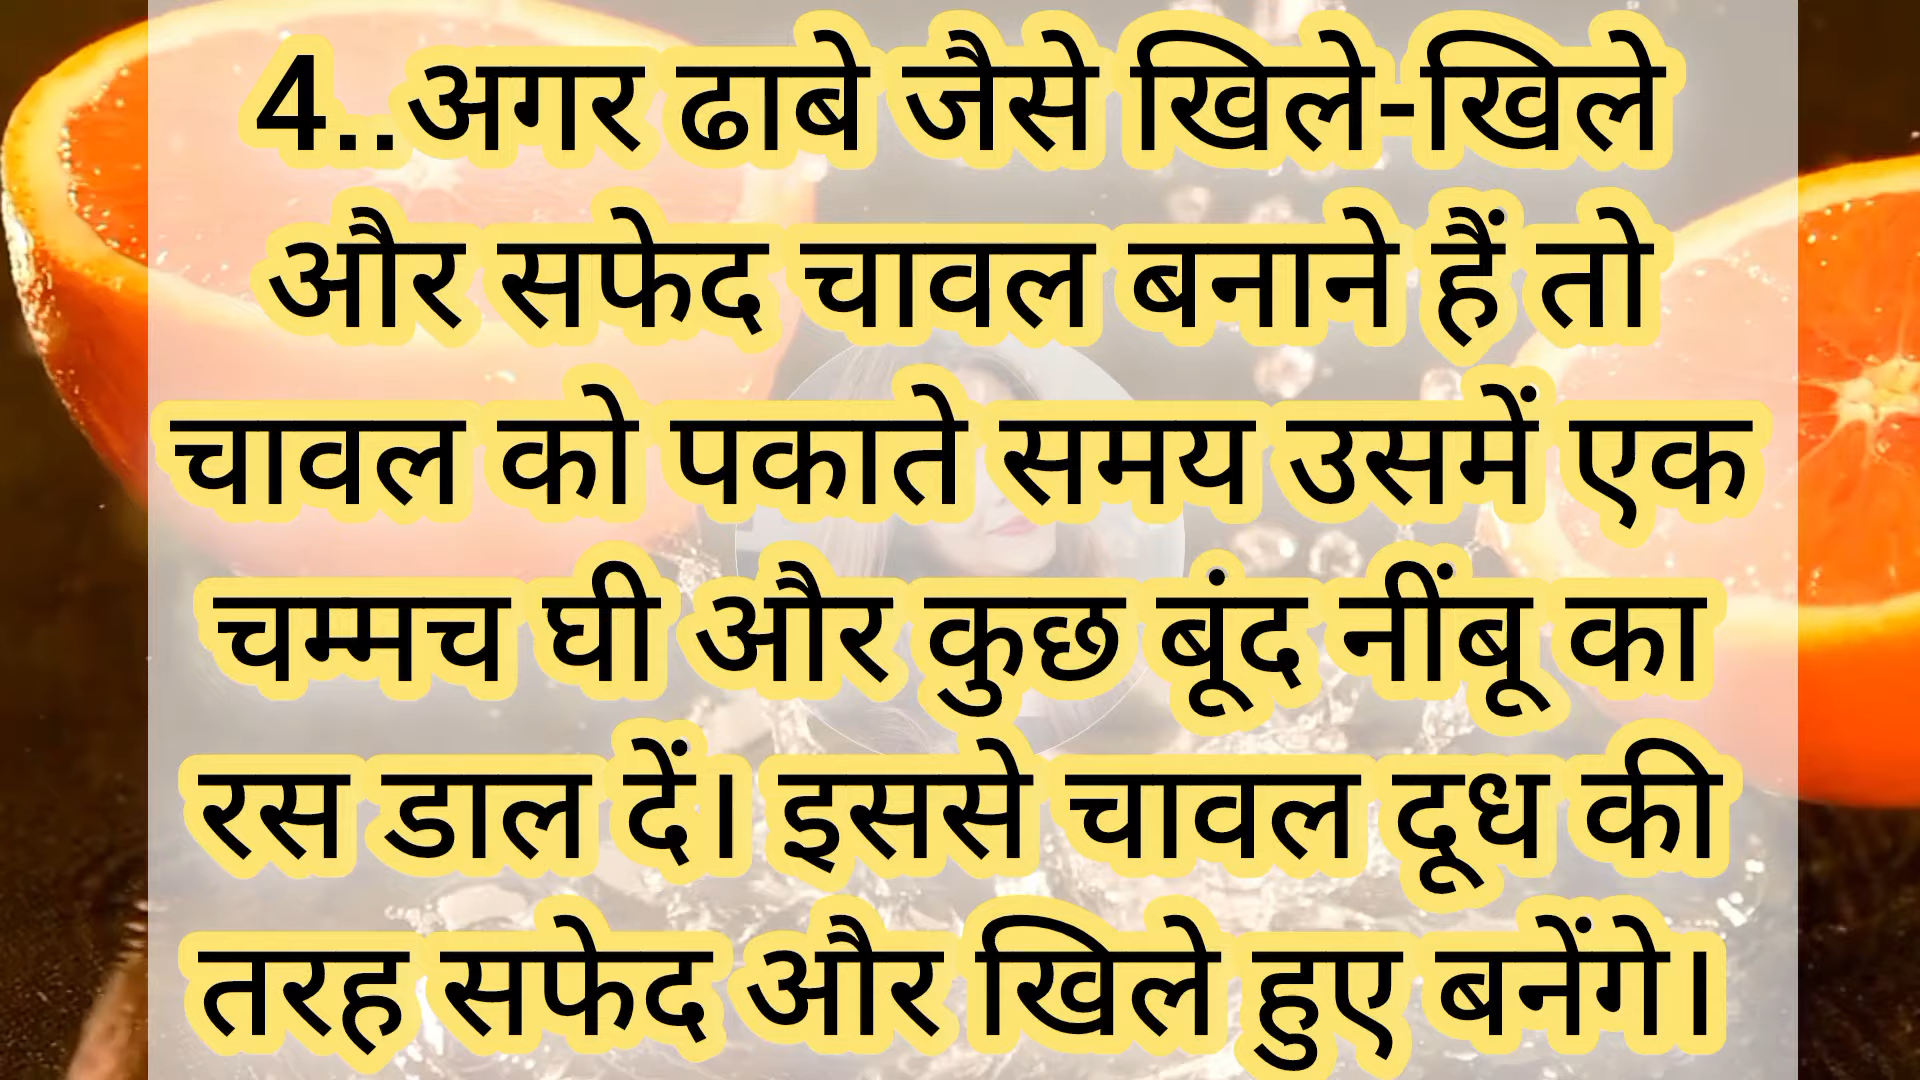 4..अगर ढाबे जैसे खिले-खिले
और सफेद चावल बनाने हैं तो
चावल को पकाते समय उसमें एक
चम्मच घी और कुछ बूंद नींबू का
रस डाल दें। इससे चावल दूध की
तरह सफेद और खिले हुए बनेंगे।